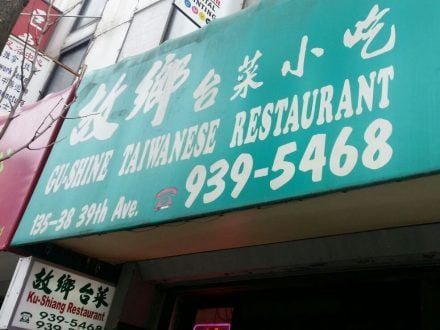 故鄉台菜小吃
GU-SHINE TAIWANESE RESTAURANT
939-5468
135-38 39th Ave.
故鄉台菜
Ku-Shiang Restaurant
939-5468
939-